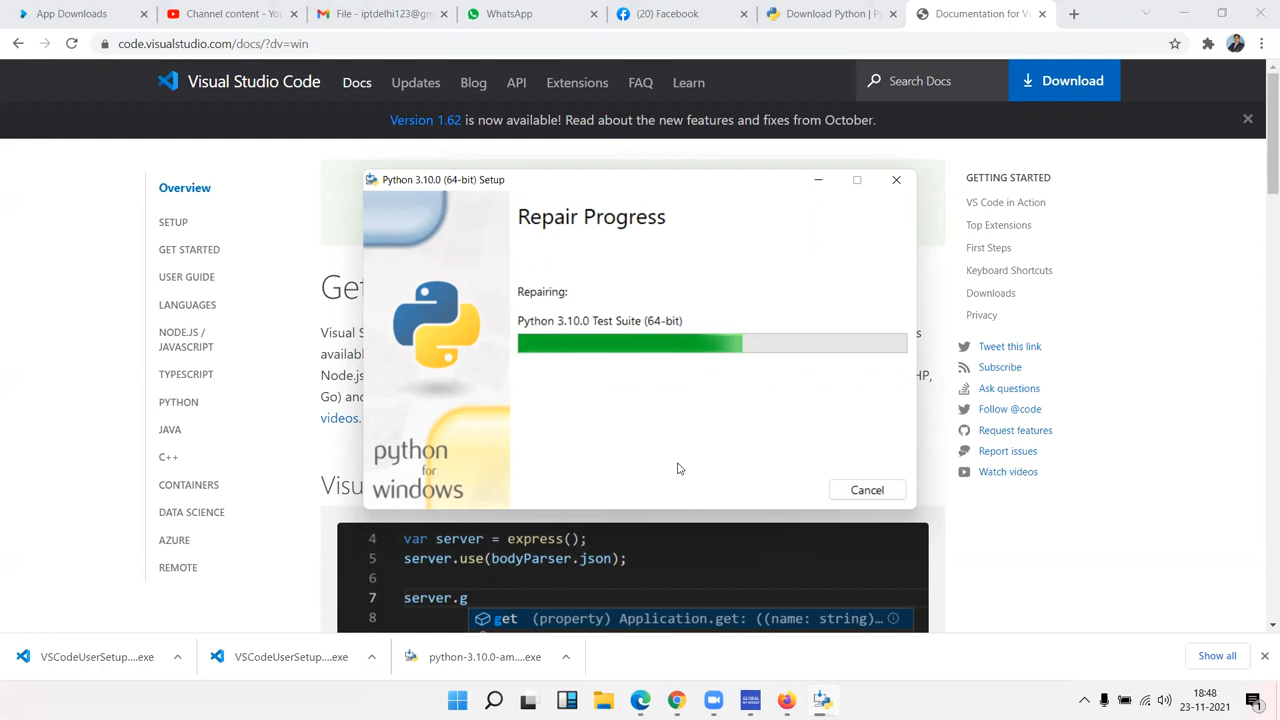 App Downloads
Channel content - You
File - iptdelhi123@gm
WhatsApp
(20) Facebook
Download Python | Py
Documentation for Vi
code.visualstudio.com/docs/?dv=win
Visual Studio Code
Docs
Updates
Blog
API
Extensions
FAQ
Learn
Search Docs
Download
Version 1.62 is now available! Read about the new features and fixes from October.
Overview
SETUP
GET STARTED
USER GUIDE
LANGUAGES
NODE.JS /
JAVASCRIPT
TYPESCRIPT
PYTHON
JAVA
C++
CONTAINERS
DATA SCIENCE
AZURE
REMOTE
Get
Visual S
availabl
Node.js
Go) and
videos.
s
HP,
Visu
Python 3.10.0 (64-bit) Setup
Repair Progress
Repairing:
Python 3.10.0 Test Suite (64-bit)
python
for
windows
Cancel
4 var server = express();
5 server.use(bodyParser.json);
6
7 server.g
8 get (property) Application.get: ((name: string)...
GETTING STARTED
VS Code in Action
Top Extensions
First Steps
Keyboard Shortcuts
Downloads
Privacy
Tweet this link
Subscribe
Ask questions
Follow @code
Request features
Report issues
Watch videos
VSCodeUserSetup....exe
VSCodeUserSetup....exe
python-3.10.0-am....exe
Show all
18:48
23-11-2021
1